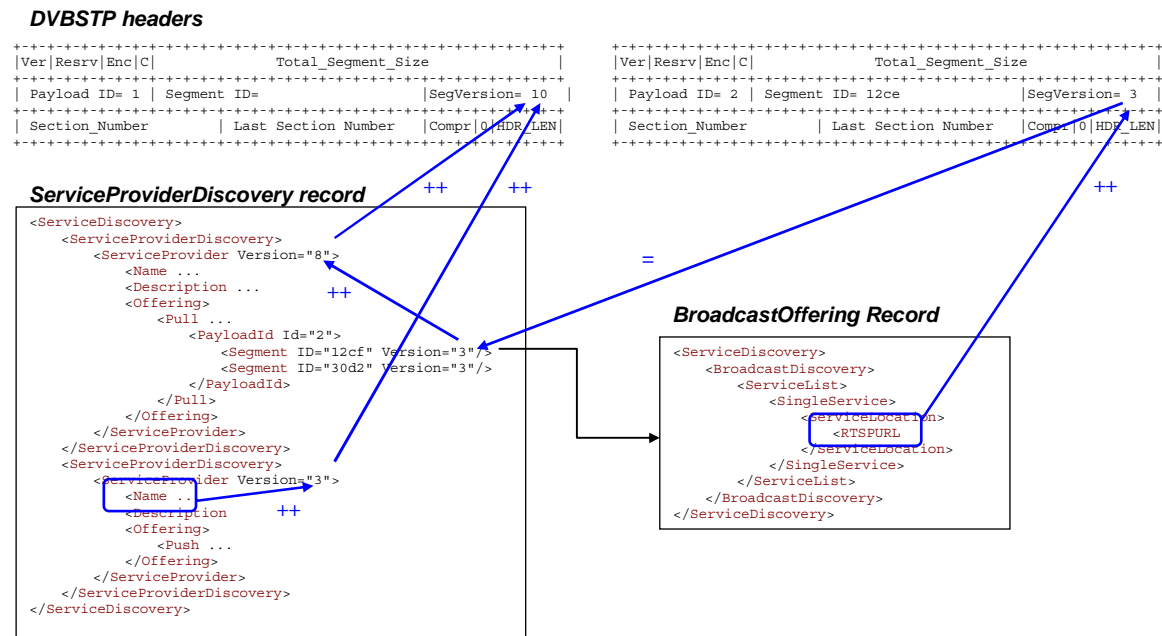 DVBSTP headers
+-+-+-+-+-+-+-+-+-+-+-+-+-+-+-+-+-+-+-+-+-+-+-+-+-+-+-+-+-+-+-+-+
|Ver|Resrv|Enc|C| Total_Segment_Size |
+-+-+-+-+-+-+-+-+-+-+-+-+-+-+-+-+-+-+-+-+-+-+-+-+-+-+-+-+-+-+-+-+
| Payload ID= 1 | Segment ID= |SegVersion= 10 |
+-+-+-+-+-+-+-+-+-+-+-+-+-+-+-+-+-+-+-+-+-+-+-+-+-+-+-+-+-+-+-+-+
| Section_Number | Last Section Number |Compr|0|HDR_LEN|
+-+-+-+-+-+-+-+-+-+-+-+-+-+-+-+-+-+-+-+-+-+-+-+-+-+-+-+-+-+-+-+-+
+-+-+-+-+-+-+-+-+-+-+-+-+-+-+-+-+-+-+-+-+-+-+-+-+-+-+-+-+-+-+-+-+
|Ver|Resrv|Enc|C| Total_Segment_Size |
+-+-+-+-+-+-+-+-+-+-+-+-+-+-+-+-+-+-+-+-+-+-+-+-+-+-+-+-+-+-+-+-+
| Payload ID= 2 | Segment ID= 12ce |SegVersion= 3 |
+-+-+-+-+-+-+-+-+-+-+-+-+-+-+-+-+-+-+-+-+-+-+-+-+-+-+-+-+-+-+-+-+
| Section_Number | Last Section Number |Compr|0|HDR_LEN|
+-+-+-+-+-+-+-+-+-+-+-+-+-+-+-+-+-+-+-+-+-+-+-+-+-+-+-+-+-+-+-+-+
++
++
++
ServiceProviderDiscovery record
<ServiceDiscovery>
<ServiceProviderDiscovery>
<ServiceProvider Version="8">
<Name ...
<Description ...
<Offering>
<Pull ...
<PayloadId Id="2">
<Segment ID="12cf" Version="3"/>
<Segment ID="30d2" Version="3"/>
</PayloadId>
</Pull>
</Offering>
</ServiceProvider>
</ServiceProviderDiscovery>
<ServiceProviderDiscovery>
<ServiceProvider Version="3">
<Name ..
<Description
<Offering>
<Push ...
</Offering>
</ServiceProvider>
</ServiceProviderDiscovery>
</ServiceDiscovery>
++
++
=
BroadcastOffering Record
<ServiceDiscovery>
<BroadcastDiscovery>
<ServiceList>
<SingleService>
<ServiceLocation>
<RTSPURL
</ServiceLocation>
</SingleService>
</ServiceList>
</BroadcastDiscovery>
</ServiceDiscovery>